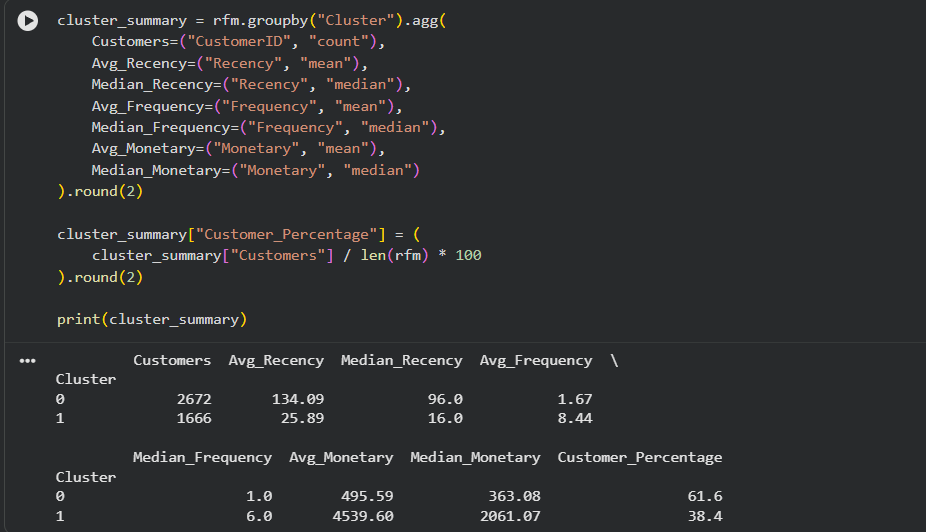 cluster_summary = rfm.groupby("Cluster").agg(
    Customers=("CustomerID", "count"),
    Avg_Recency=("Recency", "mean"),
    Median_Recency=("Recency", "median"),
    Avg_Frequency=("Frequency", "mean"),
    Median_Frequency=("Frequency", "median"),
    Avg_Monetary=("Monetary", "mean"),
    Median_Monetary=("Monetary", "median")
).round(2)
cluster_summary["Customer_Percentage"] = (
    cluster_summary["Customers"] / len(rfm) * 100
).round(2)
print(cluster_summary)
         Customers  Avg_Recency  Median_Recency  Avg_Frequency  \
Cluster
0             2672       134.09            96.0           1.67
1             1666        25.89            16.0           8.44
         Median_Frequency  Avg_Monetary  Median_Monetary  Customer_Percentage
Cluster
0                     1.0        495.59           363.08                 61.6
1                     6.0       4539.60          2061.07                 38.4